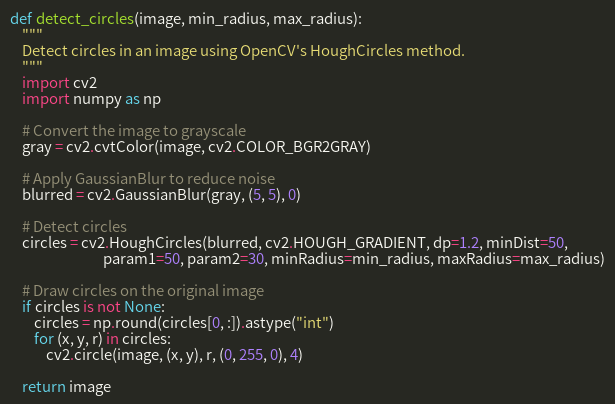 def detect_circles(image, min_radius, max_radius):
    """
    Detect circles in an image using OpenCV's HoughCircles method.
    """
    import cv2
    import numpy as np

    # Convert the image to grayscale
    gray = cv2.cvtColor(image, cv2.COLOR_BGR2GRAY)

    # Apply GaussianBlur to reduce noise
    blurred = cv2.GaussianBlur(gray, (5, 5), 0)

    # Detect circles
    circles = cv2.HoughCircles(blurred, cv2.HOUGH_GRADIENT, dp=1.2, minDist=50,
                               param1=50, param2=30, minRadius=min_radius, maxRadius=max_radius)

    # Draw circles on the original image
    if circles is not None:
        circles = np.round(circles[0, :]).astype("int")
        for (x, y, r) in circles:
            cv2.circle(image, (x, y), r, (0, 255, 0), 4)

    return image